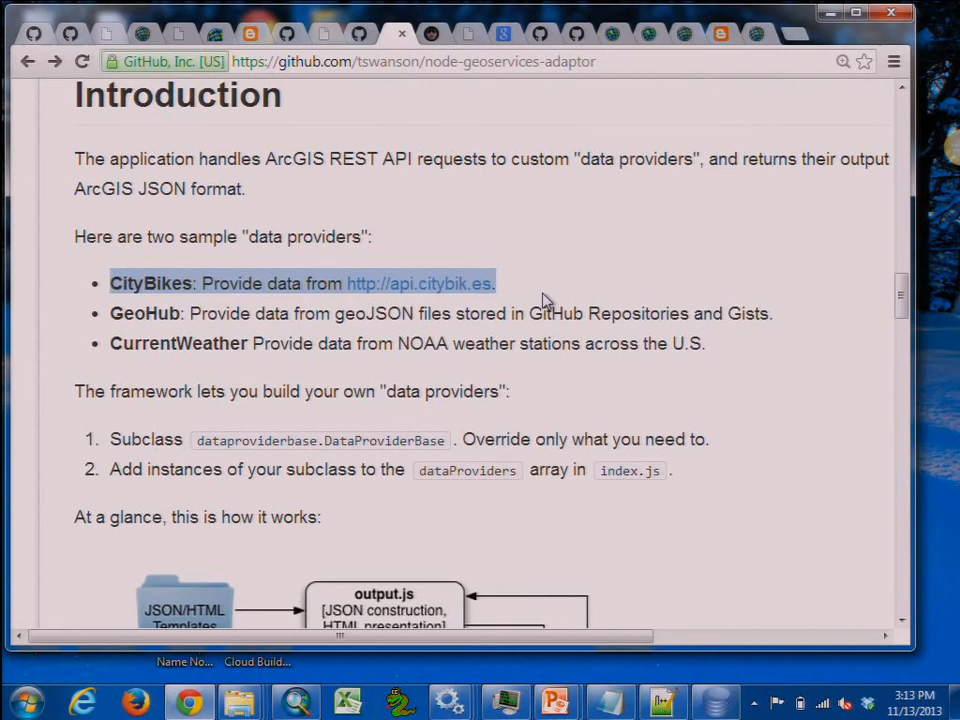 GitHub, Inc. [US]
https://github.com/tswanson/node-geoservices-adaptor
Introduction
The application handles ArcGIS REST API requests to custom "data providers", and returns their output
ArcGIS JSON format.
Here are two sample "data providers":
CityBikes: Provide data from http://api.citybik.es.
GeoHub: Provide data from geoJSON files stored in GitHub Repositories and Gists.
CurrentWeather Provide data from NOAA weather stations across the U.S.
The framework lets you build your own "data providers":
1. Subclass dataproviderbase.DataProviderBase . Override only what you need to.
2. Add instances of your subclass to the dataProviders array in index.js .
At a glance, this is how it works:
JSON/HTML
Templates
output.js
[JSON construction,
HTML presentation]
Name No...
Cloud Build...
3:13 PM
11/13/2013